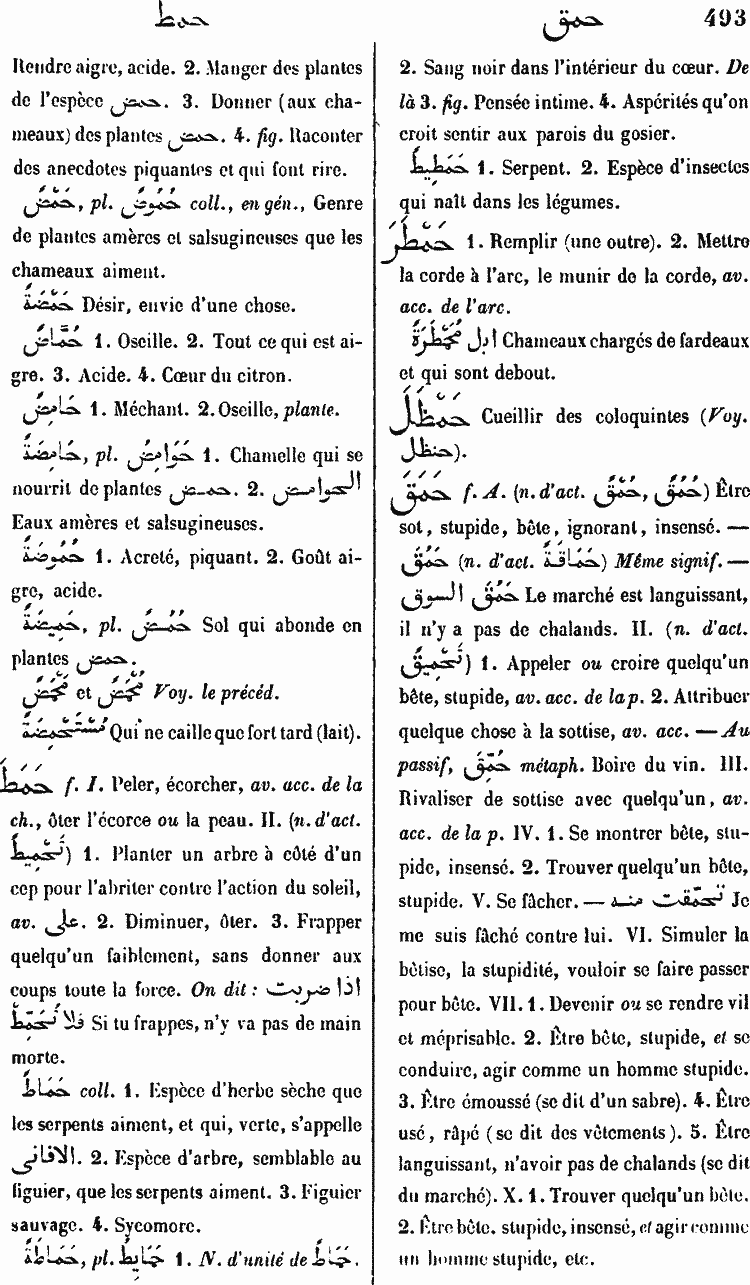 حمط
حمق
493
Rendre aigre, acide. 2. Manger des plantes
de l'espèce حمض. 3. Donner (aux cha-
meaux) des plantes حمض. 4. fig. Raconter
des anecdotes piquantes et qui font rire.
حَمْضٌ, pl. حُمُوضٌ coll., en gén., Genre
de plantes amères et salsugineuses que les
chameaux aiment.
حَمْضَةٌ Désir, envie d'une chose.
حُمَّاضٌ 1. Oseille. 2. Tout ce qui est ai-
gre. 3. Acide. 4. Cœur du citron.
حَامِضٌ 1. Méchant. 2. Oseille, plante.
حَامِضَةٌ, pl. حَوَامِضُ 1. Chamelle qui se
nourrit de plantes حمض. 2. الحوامض
Eaux amères et salsugineuses.
حُمُوضَةٌ 1. Acreté, piquant. 2. Goût ai-
gre, acide.
حَمِيضَةٌ, pl. حُمُضٌ Sol qui abonde en
plantes حمض.
مُحْمَضٌ et مُحْمِضٌ Voy. le précéd.
مُسْتَحْمِضَةٌ Qui ne caille que fort tard (lait).
حَمَطَ f. I. Peler, écorcher, av. acc. de la
ch., ôter l'écorce ou la peau. II. (n. d'act.
تَحْمِيطٌ) 1. Planter un arbre à côté d'un
cep pour l'abriter contre l'action du soleil,
av. على. 2. Diminuer, ôter. 3. Frapper
quelqu'un faiblement, sans donner aux
coups toute la force. On dit : اذا ضربت
فلا تُحَمِّطْ Si tu frappes, n'y va pas de main
morte.
حَمَاطٌ coll. 1. Espèce d'herbe sèche que
les serpents aiment, et qui, verte, s'appelle
الافانى. 2. Espèce d'arbre, semblable au
figuier, que les serpents aiment. 3. Figuier
sauvage. 4. Sycomore.
حَمَاطَةٌ, pl. حَمَايِطُ 1. N. d'unité de حَمَاطٌ.
2. Sang noir dans l'intérieur du cœur. De
là 3. fig. Pensée intime. 4. Aspérités qu'on
croit sentir aux parois du gosier.
حَمَطِيطٌ 1. Serpent. 2. Espèce d'insectes
qui naît dans les légumes.
حَمْطَرَ 1. Remplir (une outre). 2. Mettre
la corde à l'arc, le munir de la corde, av.
acc. de l'arc.
ابل مُحَمْطَرَةٌ Chameaux chargés de fardeaux
et qui sont debout.
حَمْظَلَ Cueillir des coloquintes (Voy.
حنظل).
حَمِقَ f. A. (n. d'act. حُمْقٌ, حُمُقٌ) Être
sot, stupide, bête, ignorant, insensé. —
حَمُقَ (n. d'act. حَمَاقَةٌ) Même signif. —
حَمُقَ السوق Le marché est languissant,
il n'y a pas de chalands. II. (n. d'act.
تَحْمِيقٌ) 1. Appeler ou croire quelqu'un
bête, stupide, av. acc. de la p. 2. Attribuer
quelque chose à la sottise, av. acc. — Au
passif, حُمِّقَ métaph. Boire du vin. III.
Rivaliser de sottise avec quelqu'un, av.
acc. de la p. IV. 1. Se montrer bête, stu-
pide, insensé. 2. Trouver quelqu'un bête,
stupide. V. Se fâcher. — تَحَمَّقت منه Je
me suis fâché contre lui. VI. Simuler la
bêtise, la stupidité, vouloir se faire passer
pour bête. VII. 1. Devenir ou se rendre vil
et méprisable. 2. Être bête, stupide, et se
conduire, agir comme un homme stupide.
3. Être émoussé (se dit d'un sabre). 4. Être
usé, râpé (se dit des vêtements). 5. Être
languissant, n'avoir pas de chalands (se dit
du marché). X. 1. Trouver quelqu'un bête.
2. Être bête, stupide, insensé, et agir comme
un homme stupide, etc.